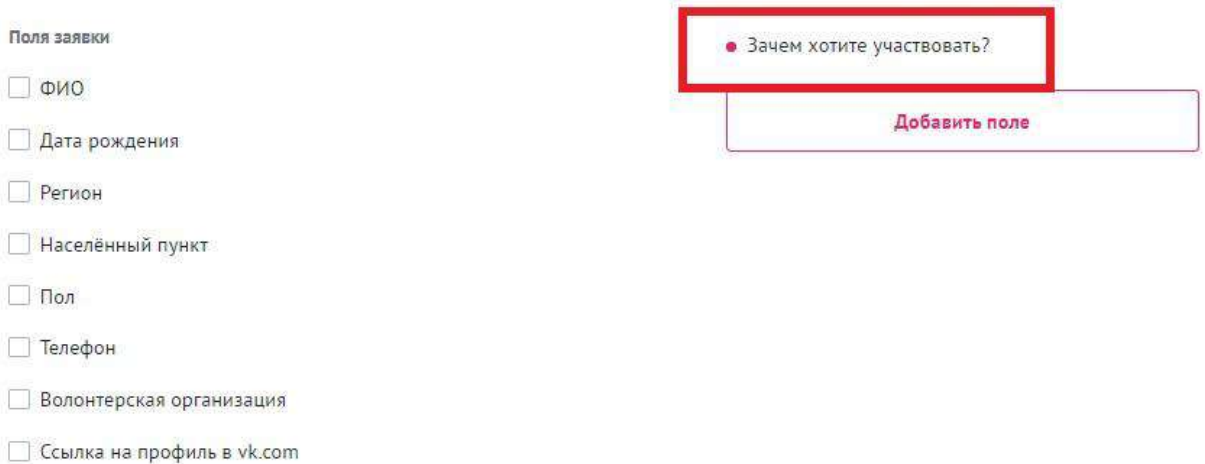 Поля заявки
ФИО
Дата рождения
Регион
Населённый пункт
Пол
Телефон
Волонтерская организация
Ссылка на профиль в vk.com
Зачем хотите участвовать?
Добавить поле